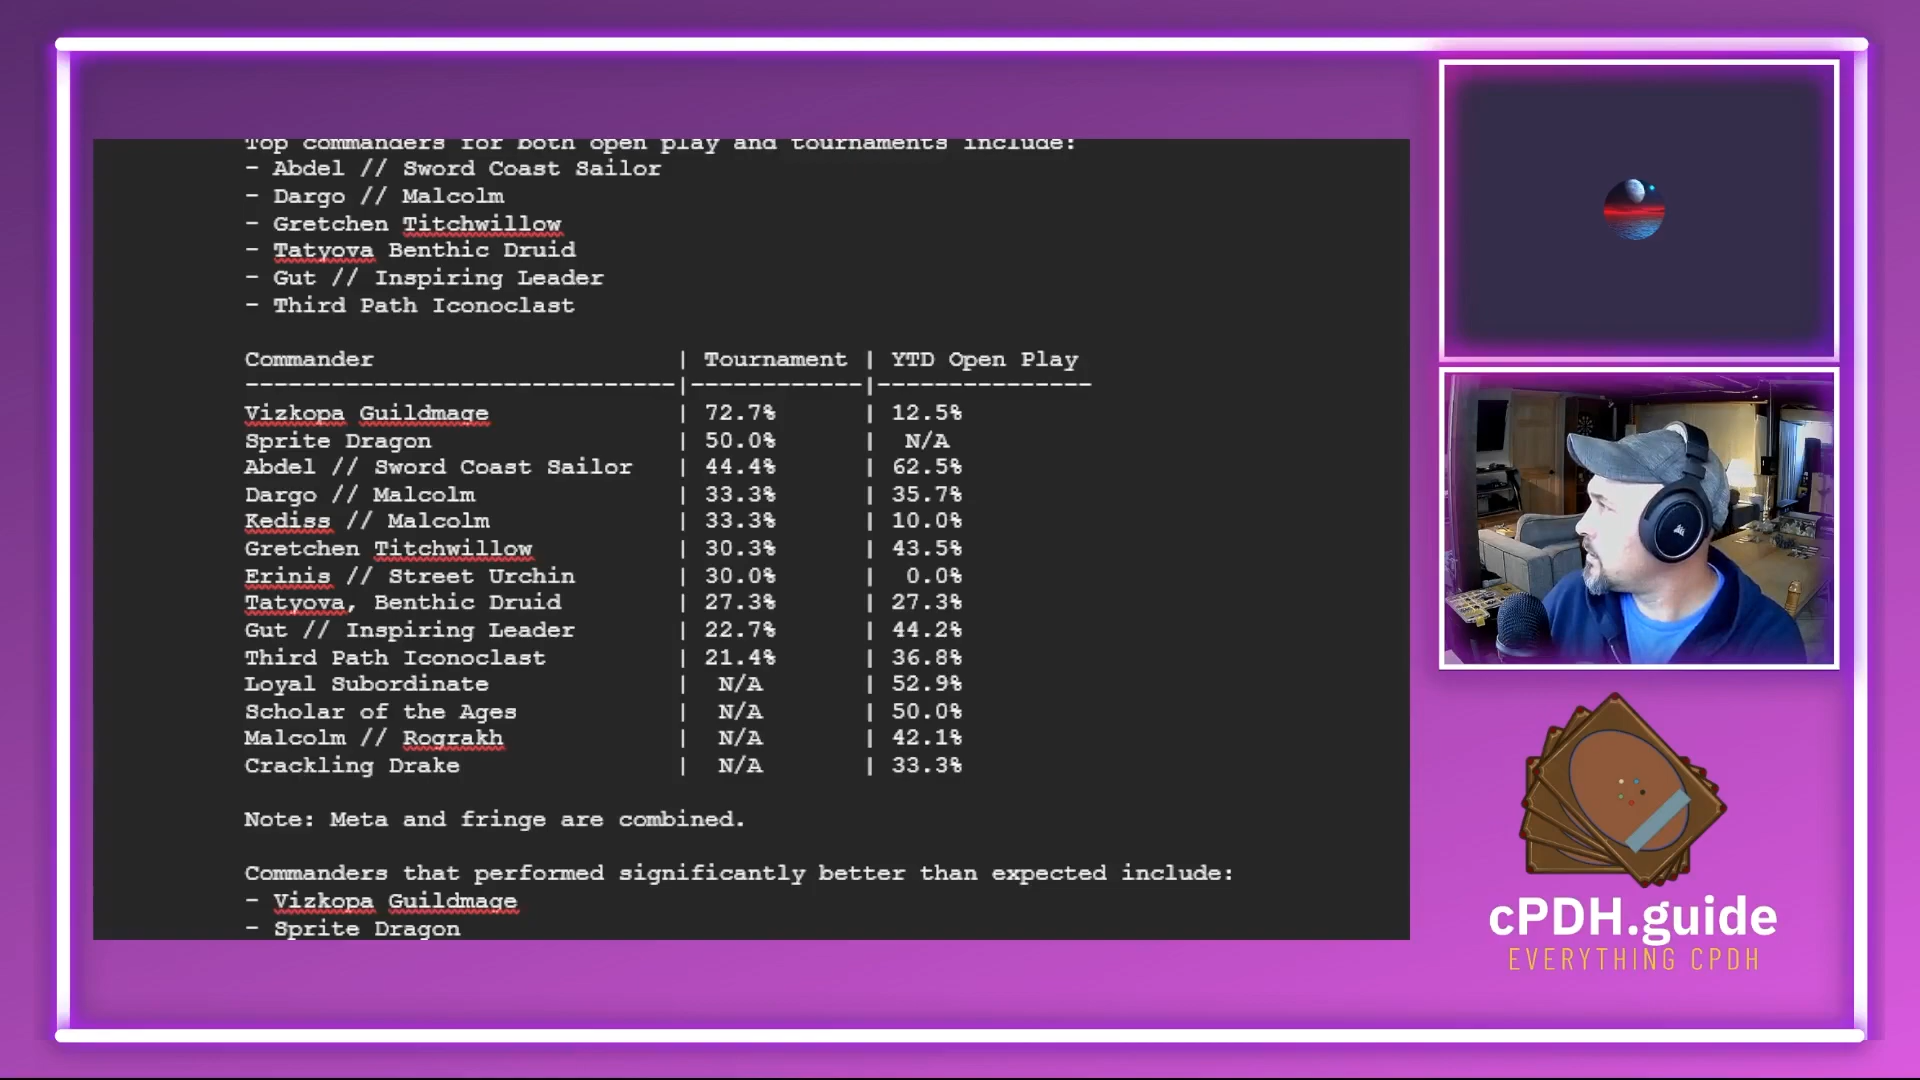 Top commanders for both open play and tournaments include:
- Abdel // Sword Coast Sailor
- Dargo // Malcolm
- Gretchen Titchwillow
- Tatyova Benthic Druid
- Gut // Inspiring Leader
- Third Path Iconoclast
Commander | Tournament | YTD Open Play
------------------------------|------------|---------------
Vizkopa Guildmage | 72.7% | 12.5%
Sprite Dragon | 50.0% | N/A
Abdel // Sword Coast Sailor | 44.4% | 62.5%
Dargo // Malcolm | 33.3% | 35.7%
Kediss // Malcolm | 33.3% | 10.0%
Gretchen Titchwillow | 30.3% | 43.5%
Erinis // Street Urchin | 30.0% | 0.0%
Tatyova, Benthic Druid | 27.3% | 27.3%
Gut // Inspiring Leader | 22.7% | 44.2%
Third Path Iconoclast | 21.4% | 36.8%
Loyal Subordinate | N/A | 52.9%
Scholar of the Ages | N/A | 50.0%
Malcolm // Rograkh | N/A | 42.1%
Crackling Drake | N/A | 33.3%
Note: Meta and fringe are combined.
Commanders that performed significantly better than expected include:
- Vizkopa Guildmage
- Sprite Dragon
cPDH.guide
EVERYTHING CPDH